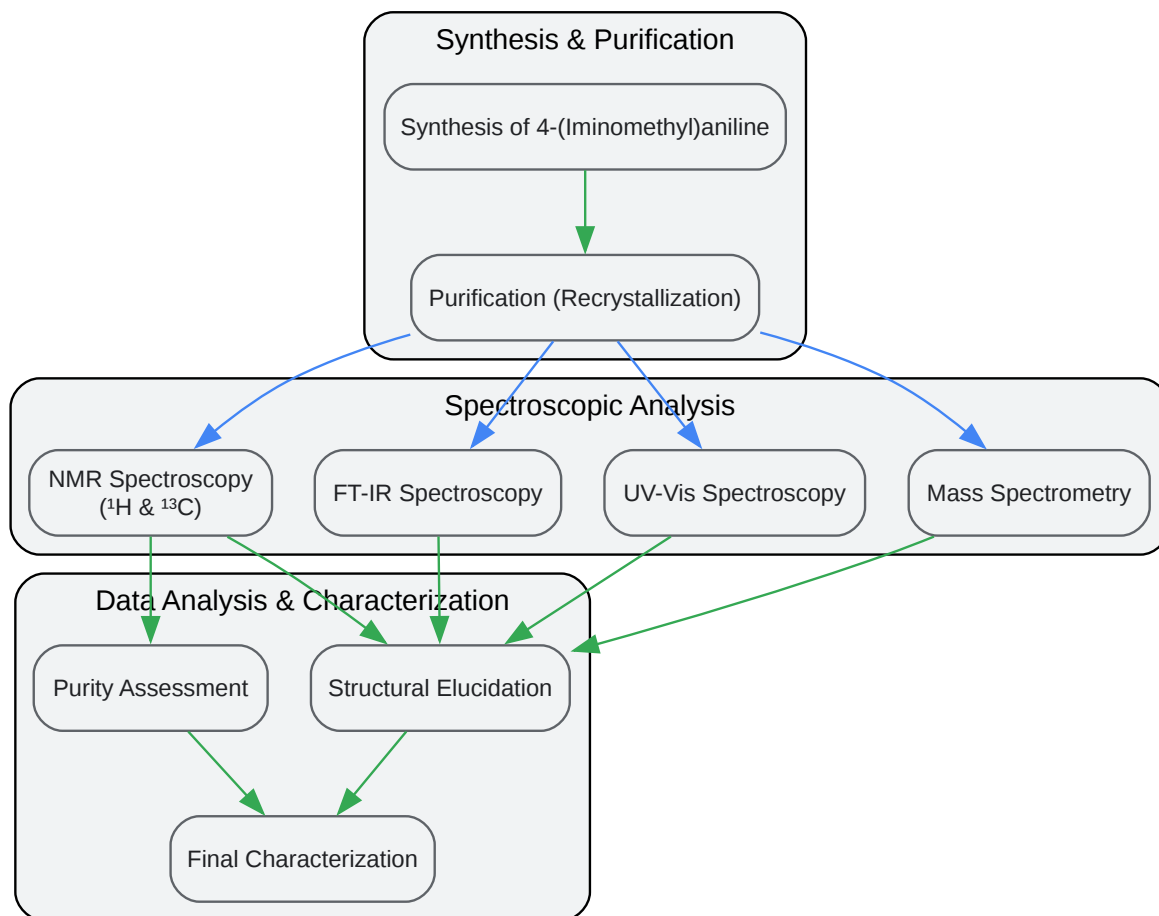 Synthesis & Purification
Synthesis of 4-(Iminomethyl)aniline
Purification (Recrystallization)
Spectroscopic Analysis
NMR Spectroscopy
(¹H & ¹³C)
FT-IR Spectroscopy
UV-Vis Spectroscopy
Mass Spectrometry
Data Analysis & Characterization
Purity Assessment
Structural Elucidation
Final Characterization